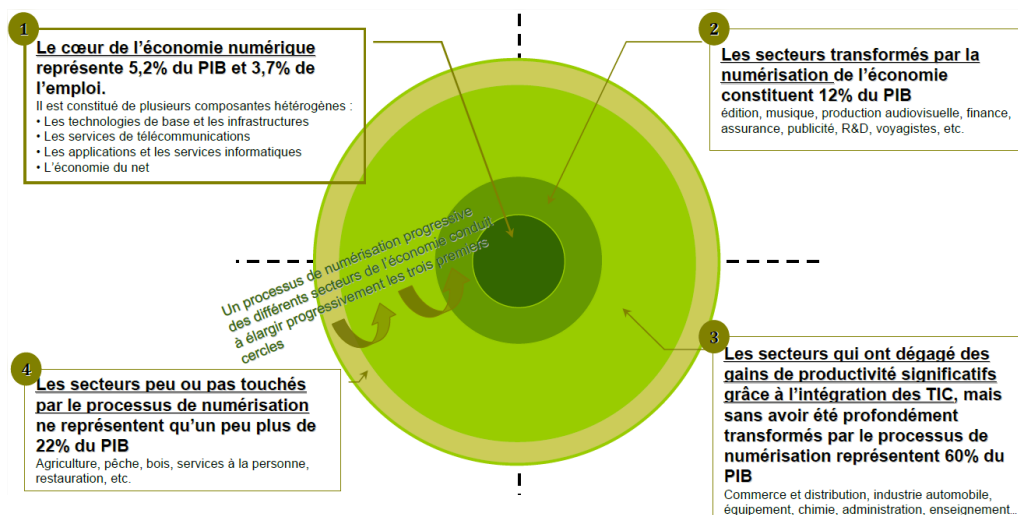 1
Le cœur de l'économie numérique
représente 5,2% du PIB et 3,7% de
l'emploi.
Il est constitué de plusieurs composantes hétérogènes :
• Les technologies de base et les infrastructures
• Les services de télécommunications
• Les applications et les services informatiques
• L'économie du net
2
Les secteurs transformés par la
numérisation de l'économie
constituent 12% du PIB
édition, musique, production audiovisuelle, finance,
assurance, publicité, R&D, voyagistes, etc.
Un processus de numérisation progressive
des différents secteurs de l'économie conduit
à élargir progressivement les trois premiers
cercles
4
Les secteurs peu ou pas touchés
par le processus de numérisation
ne représentent qu'un peu plus de
22% du PIB
Agriculture, pêche, bois, services à la personne,
restauration, etc.
3
Les secteurs qui ont dégagé des
gains de productivité significatifs
grâce à l'intégration des TIC, mais
sans avoir été profondément
transformés par le processus de
numérisation représentent 60% du
PIB
Commerce et distribution, industrie automobile,
équipement, chimie, administration, enseignement...